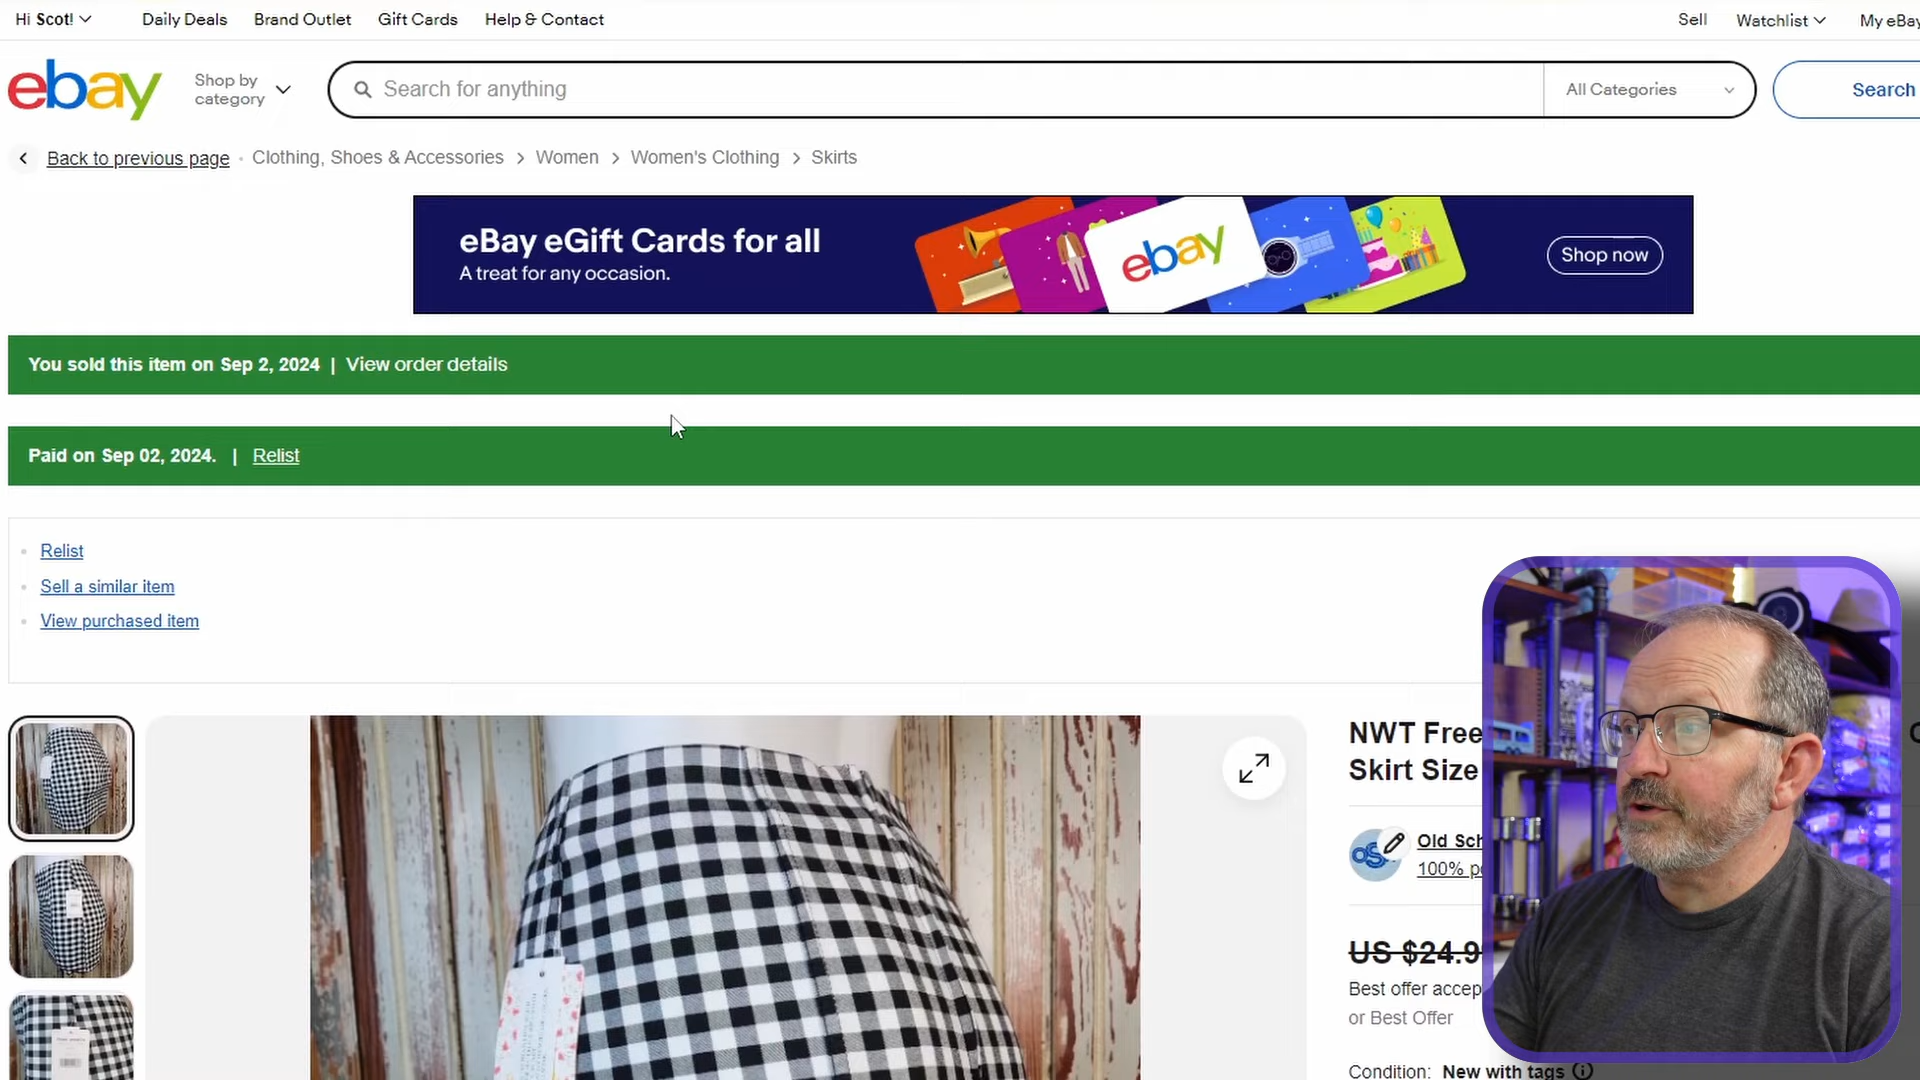 Hi Scot!
Daily Deals
Brand Outlet
Gift Cards
Help & Contact
Sell
Watchlist
My eBay
ebay
Shop by
category
Search for anything
All Categories
Search
Back to previous page
Clothing, Shoes & Accessories
Women
Women's Clothing
Skirts
eBay eGift Cards for all
A treat for any occasion.
ebay
Shop now
You sold this item on Sep 2, 2024 | View order details
Paid on Sep 02, 2024. | Relist
Relist
Sell a similar item
View purchased item
NWT Free
Skirt Size
Old Sch
100% p
US $24.9
Best offer accep
or Best Offer
Condition: New with tags